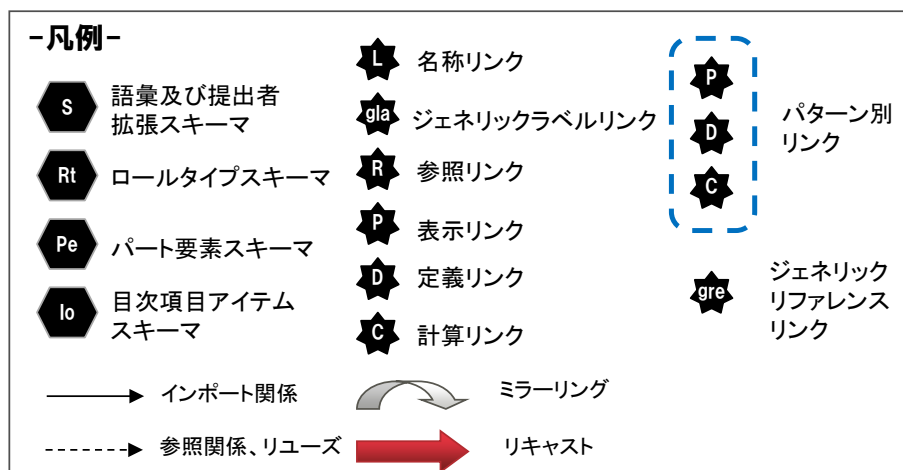 -凡例-
S
語彙及び提出者
拡張スキーマ
Rt
ロールタイプスキーマ
Pe
パート要素スキーマ
Io
目次項目アイテム
スキーマ
L
名称リンク
gla
ジェネリックラベルリンク
R
参照リンク
P
表示リンク
D
定義リンク
C
計算リンク
P
D
C
パターン別
リンク
gre
ジェネリック
リファレンス
リンク
インポート関係
ミラーリング
参照関係、リユーズ
リキャスト